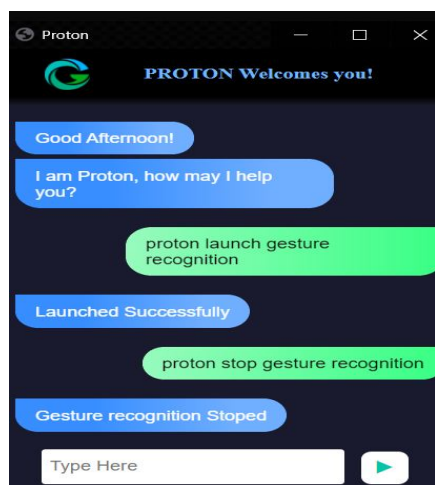 Proton
PROTON Welcomes you!
Good Afternoon!
I am Proton, how may I help
you?
proton launch gesture
recognition
Launched Successfully
proton stop gesture recognition
Gesture recognition Stoped
Type Here